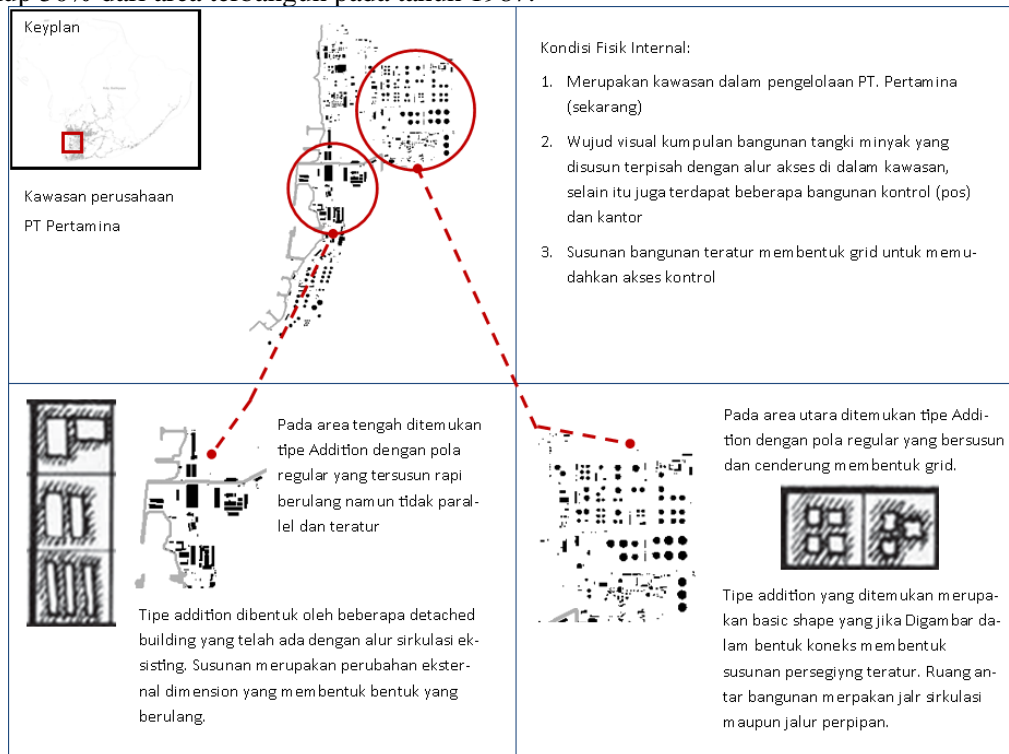 dari area terbangun pada tahun 1987.
Keyplan
Kawasan perusahaan
PT Pertamina
Kondisi Fisik Internal:
1. Merupakan kawasan dalam pengelolaan PT. Pertamina
(sekarang)
2. Wujud visual kumpulan bangunan tangki minyak yang
disusun terpisah dengan alur akses di dalam kawasan,
selain itu juga terdapat beberapa bangunan kontrol (pos)
dan kantor
3. Susunan bangunan teratur membentuk grid untuk memu-
dahkan akses kontrol
Pada area tengah ditemukan
tipe Addition dengan pola
regular yang tersusun rapi
berulang namun tidak paral-
lel dan teratur
Tipe addition dibentuk oleh beberapa detached
building yang telah ada dengan alur sirkulasi ek-
sisting. Susunan merupakan perubahan ekster-
nal dimension yang membentuk bentuk yang
berulang.
Pada area utara ditemukan tipe Addi-
tion dengan pola regular yang bersusun
dan cenderung membentuk grid.
Tipe addition yang ditemukan merupa-
kan basic shape yang jika Digambar da-
lam bentuk koneks membentuk
susunan persegiyng teratur. Ruang an-
tar bangunan merpakan jalr sirkulasi
maupun jalur perpipan.